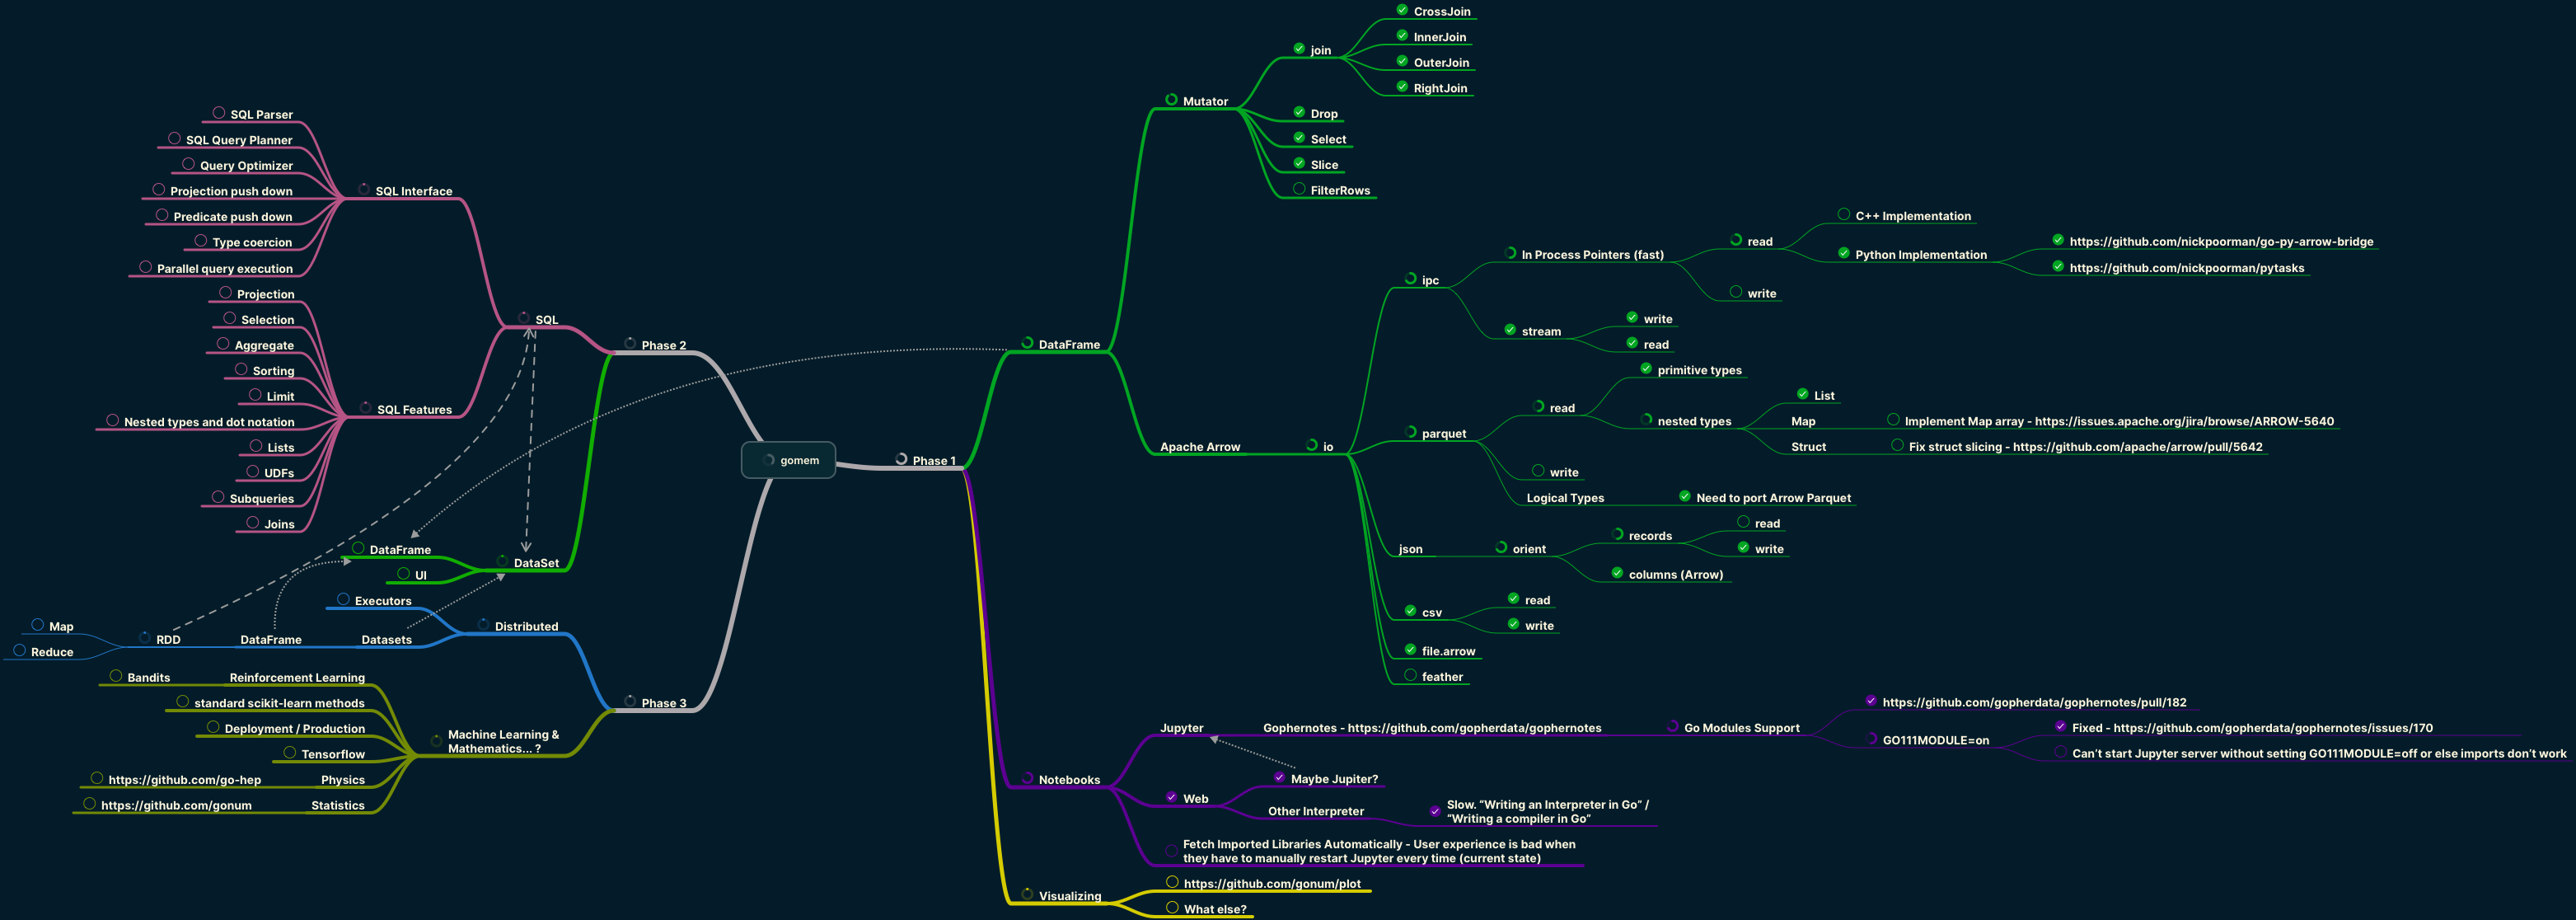 gomem
Phase 1
DataFrame
Mutator
join
CrossJoin
InnerJoin
OuterJoin
RightJoin
Drop
Select
Slice
FilterRows
Apache Arrow
io
ipc
In Process Pointers (fast)
read
C++ Implementation
Python Implementation
https://github.com/nickpoorman/go-py-arrow-bridge
https://github.com/nickpoorman/pytasks
write
stream
write
read
parquet
read
primitive types
nested types
List
Map
Implement Map array - https://issues.apache.org/jira/browse/ARROW-5640
Struct
Fix struct slicing - https://github.com/apache/arrow/pull/5642
write
Logical Types
Need to port Arrow Parquet
json
orient
records
read
write
columns (Arrow)
csv
read
write
file.arrow
feather
Notebooks
Jupyter
Gophernotes - https://github.com/gopherdata/gophernotes
Go Modules Support
https://github.com/gopherdata/gophernotes/pull/182
GO111MODULE=on
Fixed - https://github.com/gopherdata/gophernotes/issues/170
Can’t start Jupyter server without setting GO111MODULE=off or else imports don’t work
Web
Maybe Jupiter?
Other Interpreter
Slow. “Writing an Interpreter in Go” /
“Writing a compiler in Go”
Fetch Imported Libraries Automatically - User experience is bad when
they have to manually restart Jupyter every time (current state)
Visualizing
https://github.com/gonum/plot
What else?
Phase 2
SQL
SQL Interface
SQL Parser
SQL Query Planner
Query Optimizer
Projection push down
Predicate push down
Type coercion
Parallel query execution
SQL Features
Projection
Selection
Aggregate
Sorting
Limit
Nested types and dot notation
Lists
UDFs
Subqueries
Joins
DataSet
DataFrame
UI
Phase 3
Distributed
Executors
Datasets
DataFrame
RDD
Map
Reduce
Machine Learning &
Mathematics... ?
Reinforcement Learning
Bandits
standard scikit-learn methods
Deployment / Production
Tensorflow
Physics
https://github.com/go-hep
Statistics
https://github.com/gonum